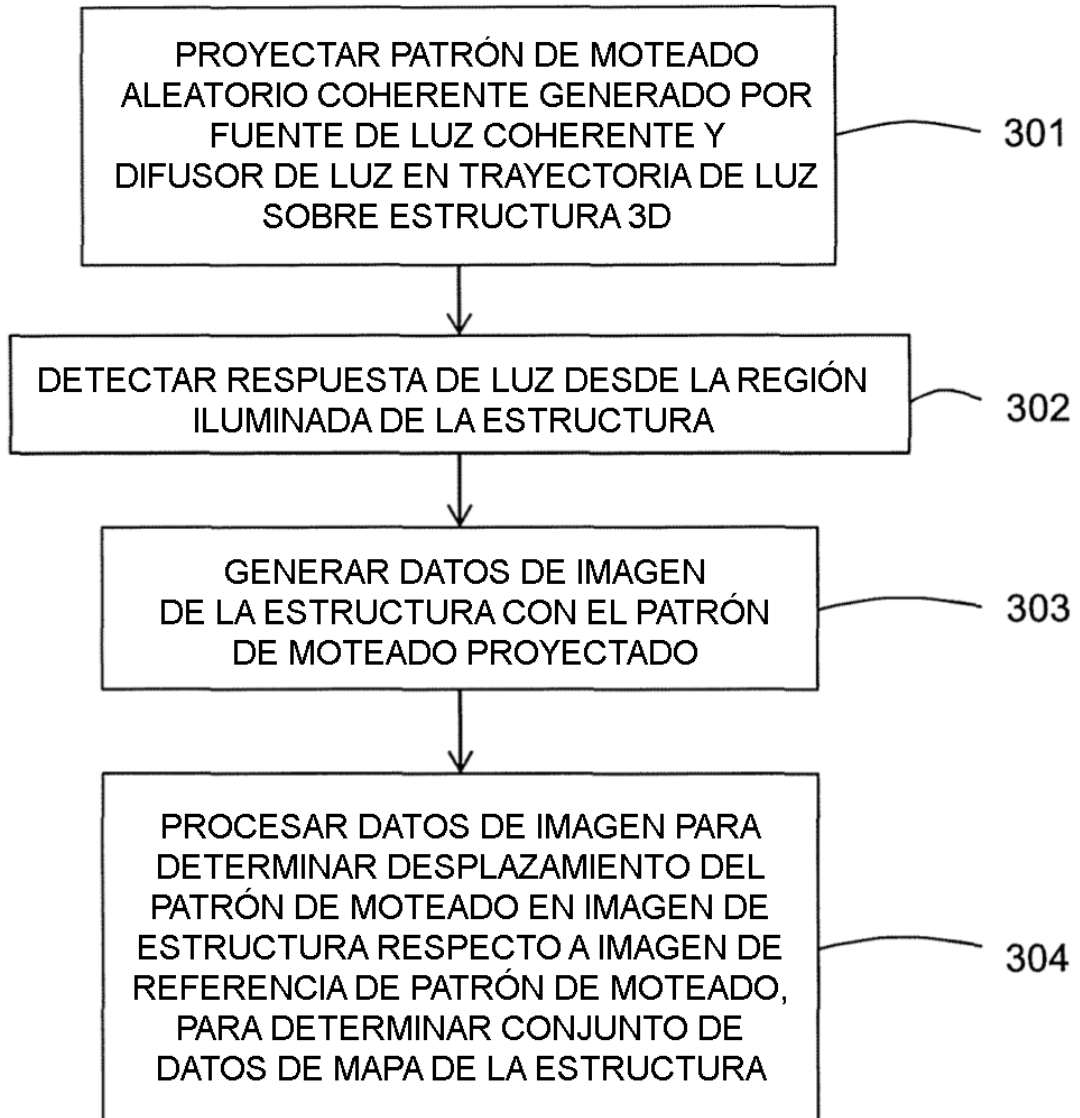 PROYECTAR PATRÓN DE MOTEADO
ALEATORIO COHERENTE GENERADO POR
FUENTE DE LUZ COHERENTE Y
DIFUSOR DE LUZ EN TRAYECTORIA DE LUZ
SOBRE ESTRUCTURA 3D
301
DETECTAR RESPUESTA DE LUZ DESDE LA REGIÓN
ILUMINADA DE LA ESTRUCTURA
302
GENERAR DATOS DE IMAGEN
DE LA ESTRUCTURA CON EL PATRÓN
DE MOTEADO PROYECTADO
303
PROCESAR DATOS DE IMAGEN PARA
DETERMINAR DESPLAZAMIENTO DEL
PATRÓN DE MOTEADO EN IMAGEN DE
ESTRUCTURA RESPECTO A IMAGEN DE
REFERENCIA DE PATRÓN DE MOTEADO,
PARA DETERMINAR CONJUNTO DE
DATOS DE MAPA DE LA ESTRUCTURA
304